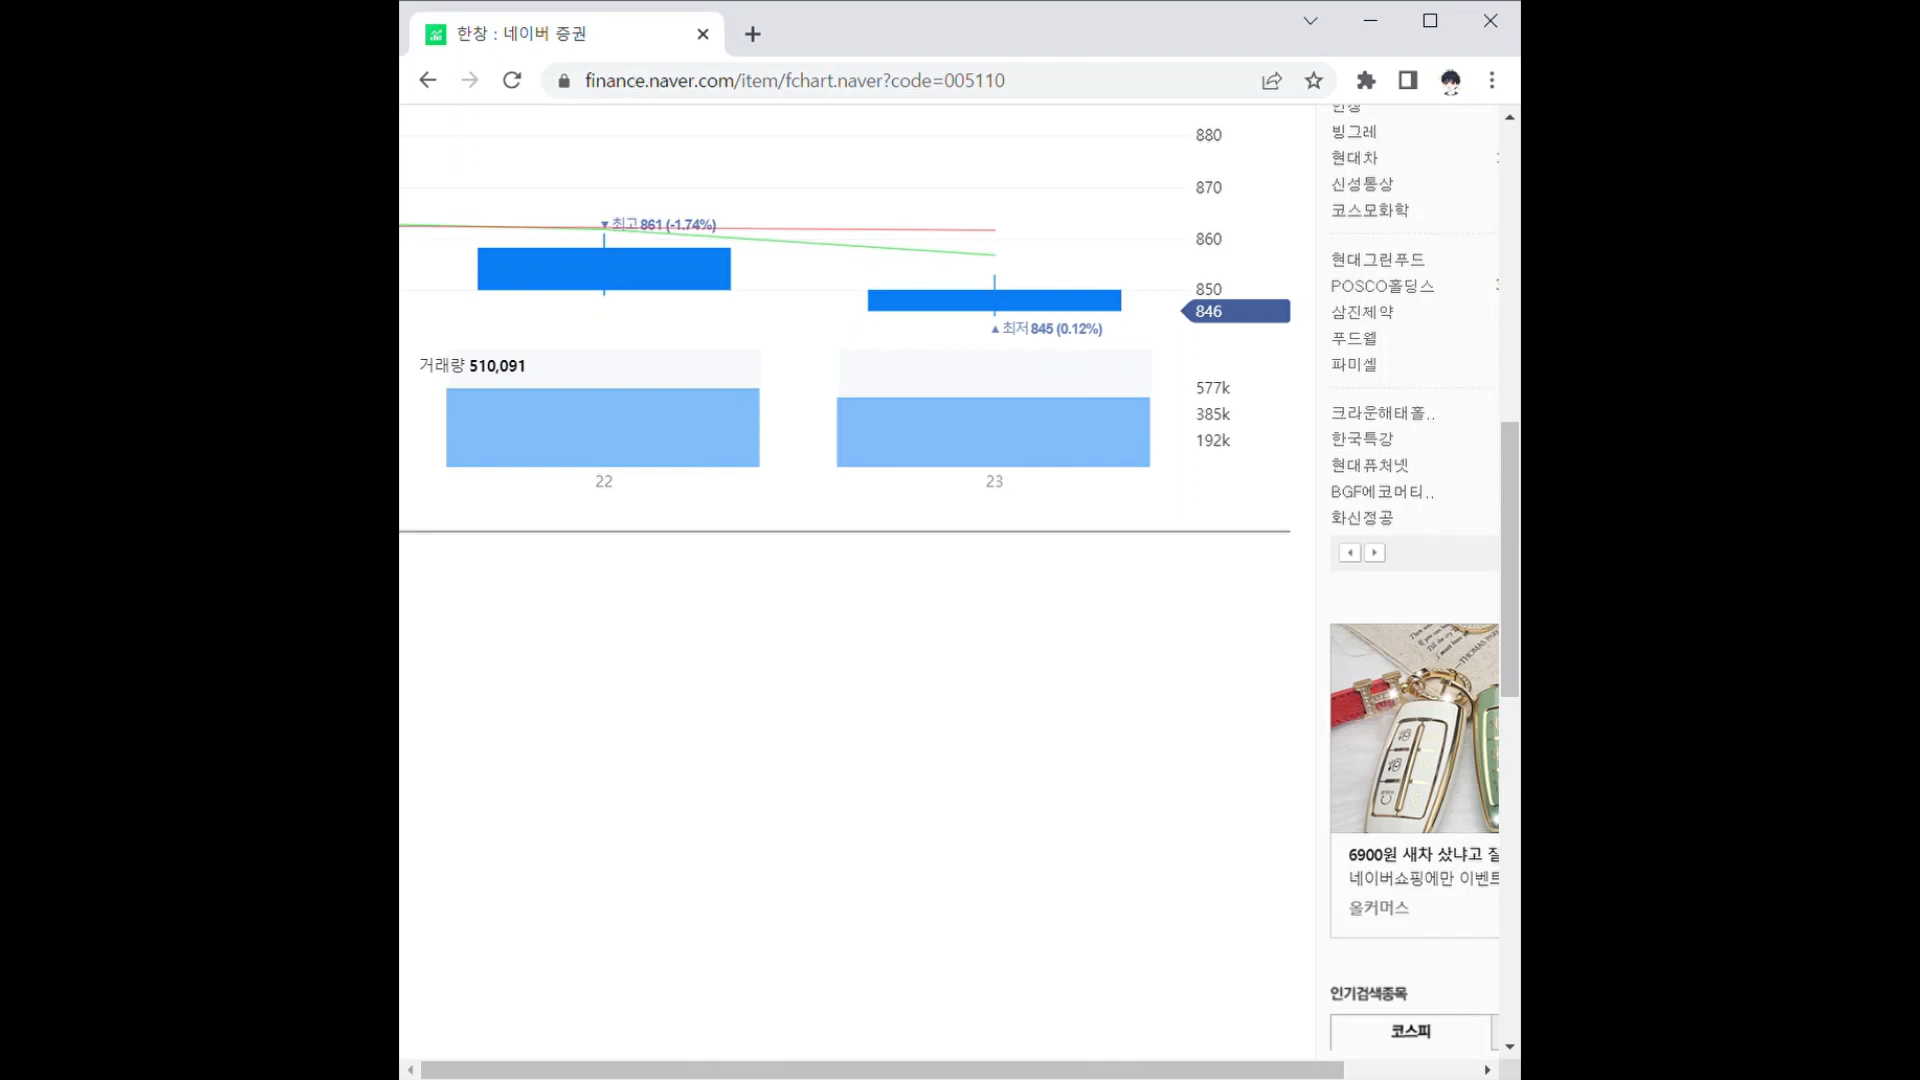 한창 : 네이버 증권
finance.naver.com/item/fchart.naver?code=005110
880
870
860
850
846
▼최고 861 (-1.74%)
▲최저 845 (0.12%)
거래량 510,091
577k
385k
192k
22
23
한창
빙그레
현대차
신성통상
코스모화학
현대그린푸드
POSCO홀딩스
삼진제약
푸드웰
파미셀
크라운해태홀..
한국특강
현대퓨처넷
BGF에코머티..
화신정공
6900원 새차 샀냐고 질
네이버쇼핑에만 이벤트
올커머스
인기검색종목
코스피